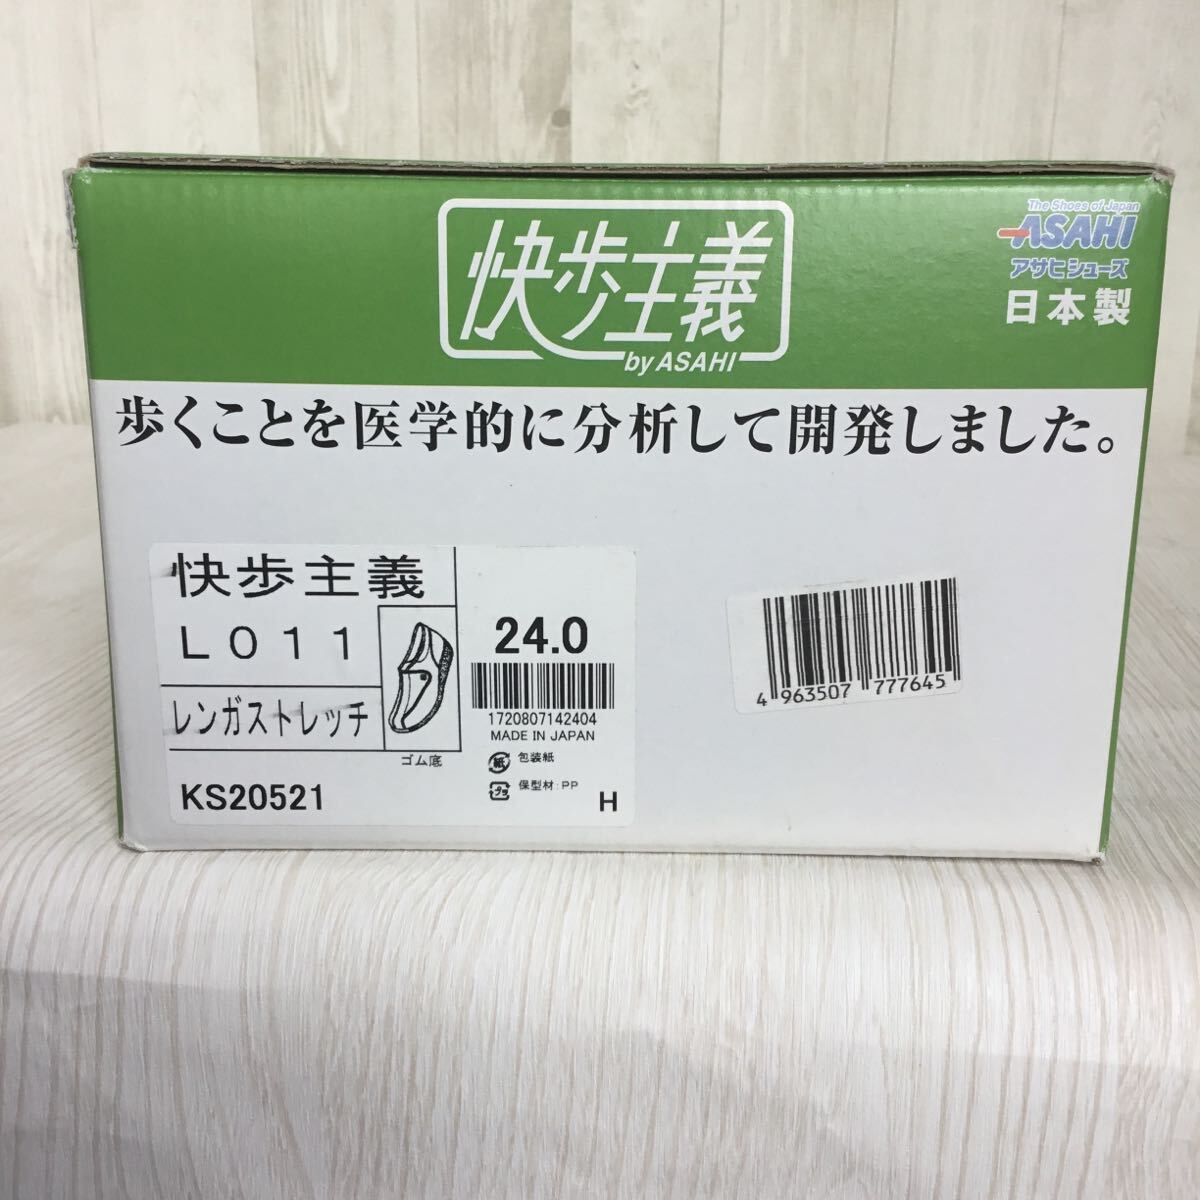 快歩主義
by ASAHI
The Shoes of Japan
ASAHI
アサヒシューズ
日本製
歩くことを医学的に分析して開発しました。
快歩主義
L011
レンガストレッチ
ゴム底
KS20521
24.0
1720807142404
MADE IN JAPAN
紙 包装紙
プラ 保型材:PP
H
4 963507 777645